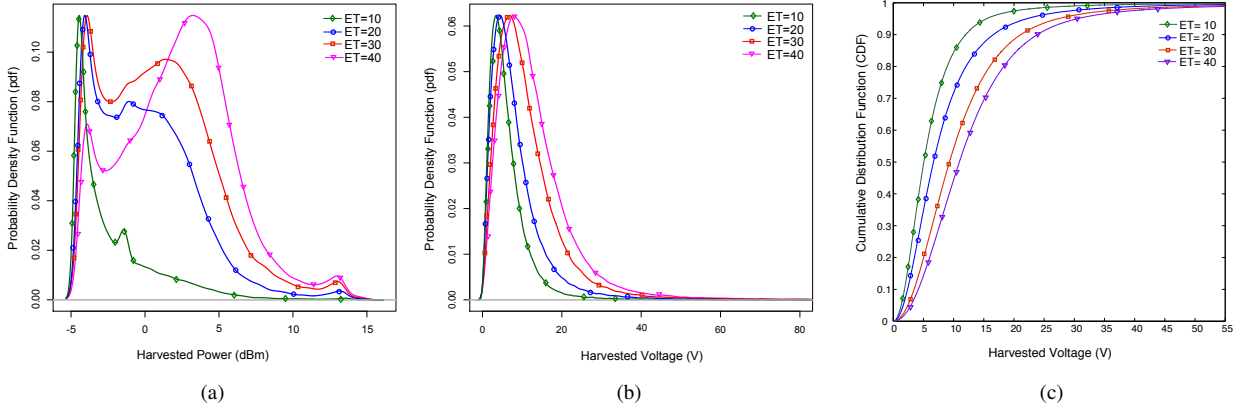 Probability Density Function (pdf)
0.00
0.02
0.04
0.06
0.08
0.10
-5
0
5
10
15
Harvested Power (dBm)
ET=10
ET=20
ET=30
ET=40
(a)
Probability Density Function (pdf)
0.00
0.01
0.02
0.03
0.04
0.05
0.06
0
20
40
60
80
Harvested Voltage (V)
ET=10
ET=20
ET=30
ET=40
(b)
Cumulative Distribution Function (CDF)
0
0.1
0.2
0.3
0.4
0.5
0.6
0.7
0.8
0.9
1
0
5
10
15
20
25
30
35
40
45
50
55
Harvested Voltage (V)
ET= 10
ET= 20
ET= 30
ET= 40
(c)